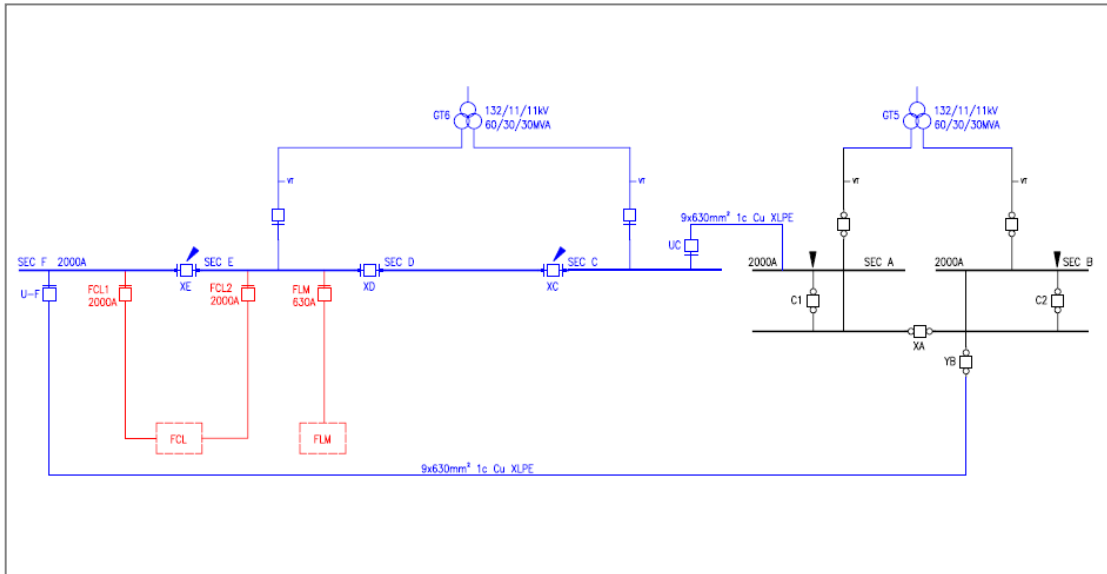 GT6
132/11/11kV
60/30/30MVA
GT5
132/11/11kV
60/30/30MVA
VT
VT
VT
VT
9x630mm² 1c Cu XLPE
UC
SEC F 2000A
SEC E
SEC D
SEC C
2000A
SEC A
2000A
SEC B
XE
XD
XC
U-F
FCL1
2000A
FCL2
2000A
FLM
630A
C1
C2
XA
YB
FCL
FLM
9x630mm² 1c Cu XLPE